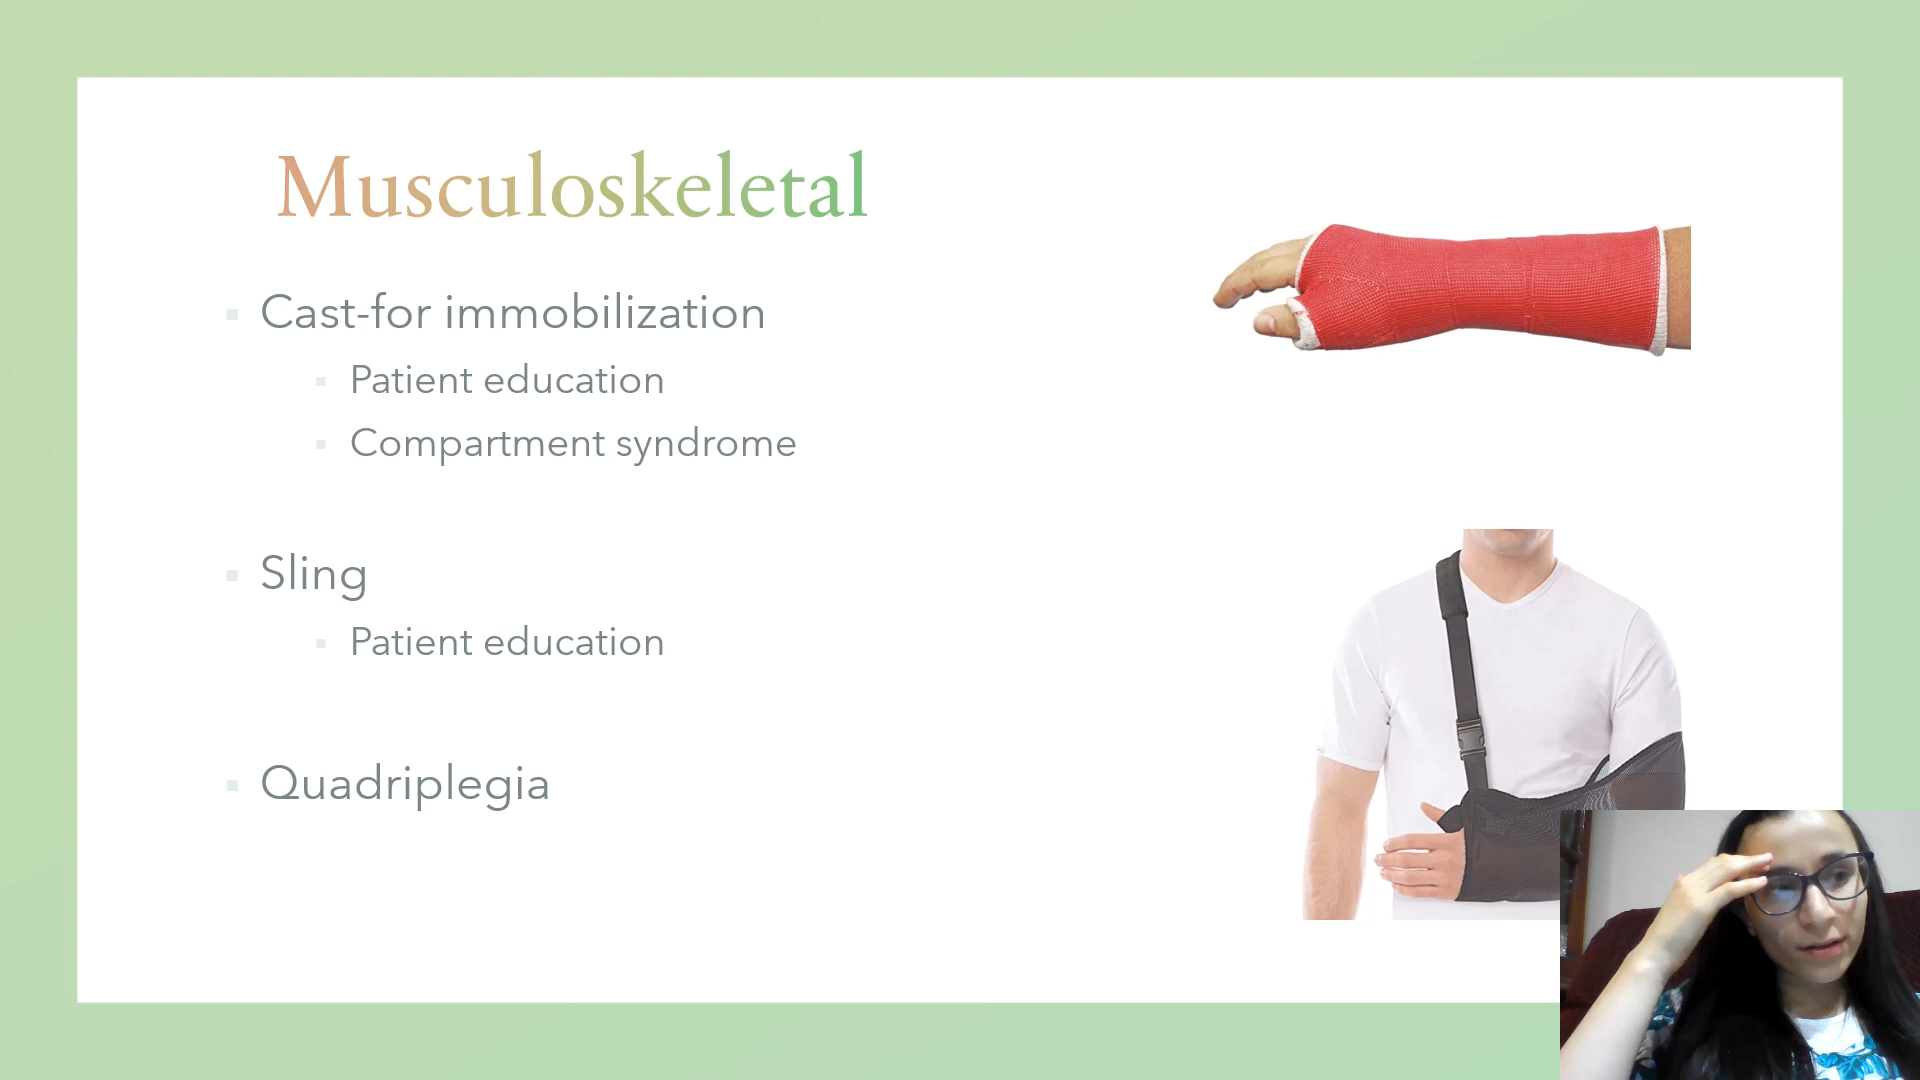 Musculoskeletal
Cast-for immobilization
Patient education
Compartment syndrome
Sling
Patient education
Quadriplegia